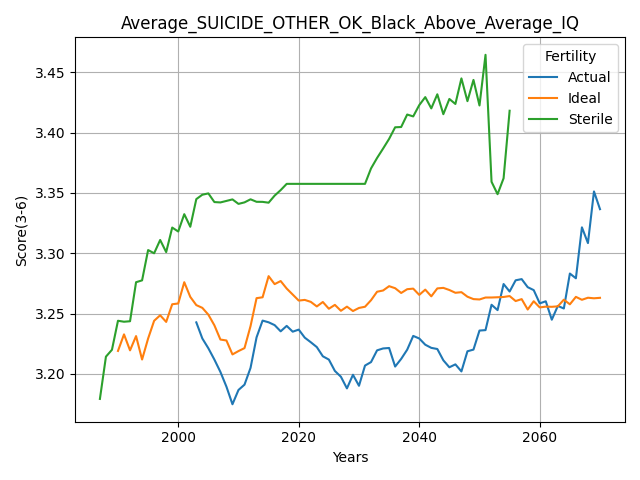 Average_SUICIDE_OTHER_OK_Black_Above_Average_IQ
Fertility
Actual
Ideal
Sterile
Score(3-6)
3.45
3.40
3.35
3.30
3.25
3.20
2000 2020 2040 2060
Years